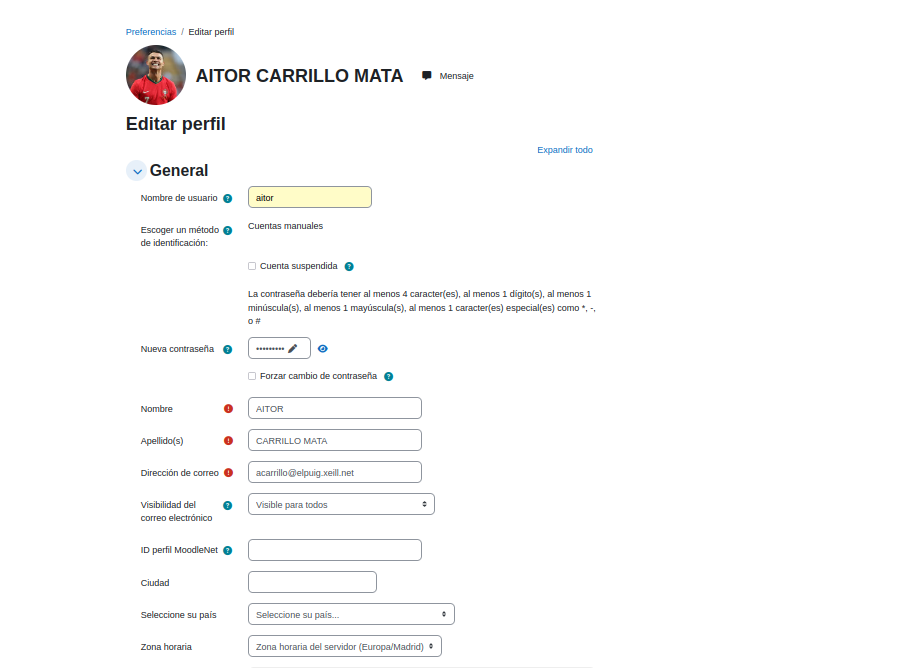 Preferencias / Editar perfil
AITOR CARRILLO MATA Mensaje
Editar perfil
Expandir todo
General
Nombre de usuario ? aitor
Escoger un método de identificación: ? Cuentas manuales
Cuenta suspendida ?
La contraseña debería tener al menos 4 caracter(es), al menos 1 dígito(s), al menos 1
minúscula(s), al menos 1 mayúscula(s), al menos 1 caracter(es) especial(es) como *, -,
o #
Nueva contraseña ? •••••••••
Forzar cambio de contraseña ?
Nombre ! AITOR
Apellido(s) ! CARRILLO MATA
Dirección de correo ! acarrillo@elpuig.xeill.net
Visibilidad del correo electrónico ? Visible para todos
ID perfil MoodleNet ?
Ciudad
Seleccione su país Seleccione su país...
Zona horaria Zona horaria del servidor (Europa/Madrid)